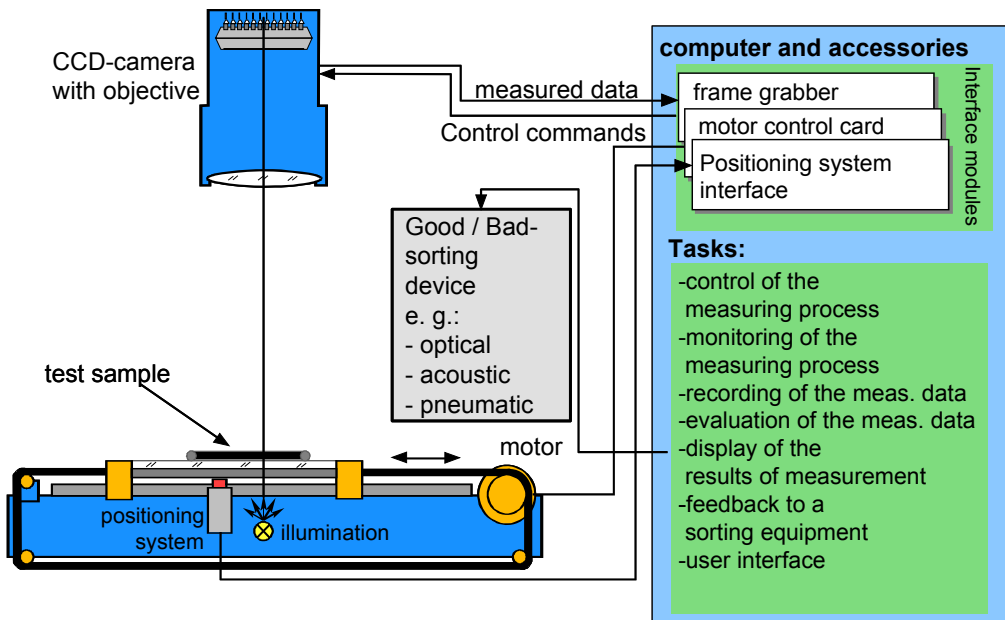 CCD-camera
with objective
measured data
Control commands
computer and accessories
frame grabber
motor control card
Positioning system
interface
Interface modules
Good / Bad-
sorting
device
e. g.:
- optical
- acoustic
- pneumatic
Tasks:
-control of the
measuring process
-monitoring of the
measuring process
-recording of the meas. data
-evaluation of the meas. data
-display of the
results of measurement
-feedback to a
sorting equipment
-user interface
test sample
motor
positioning
system
illumination